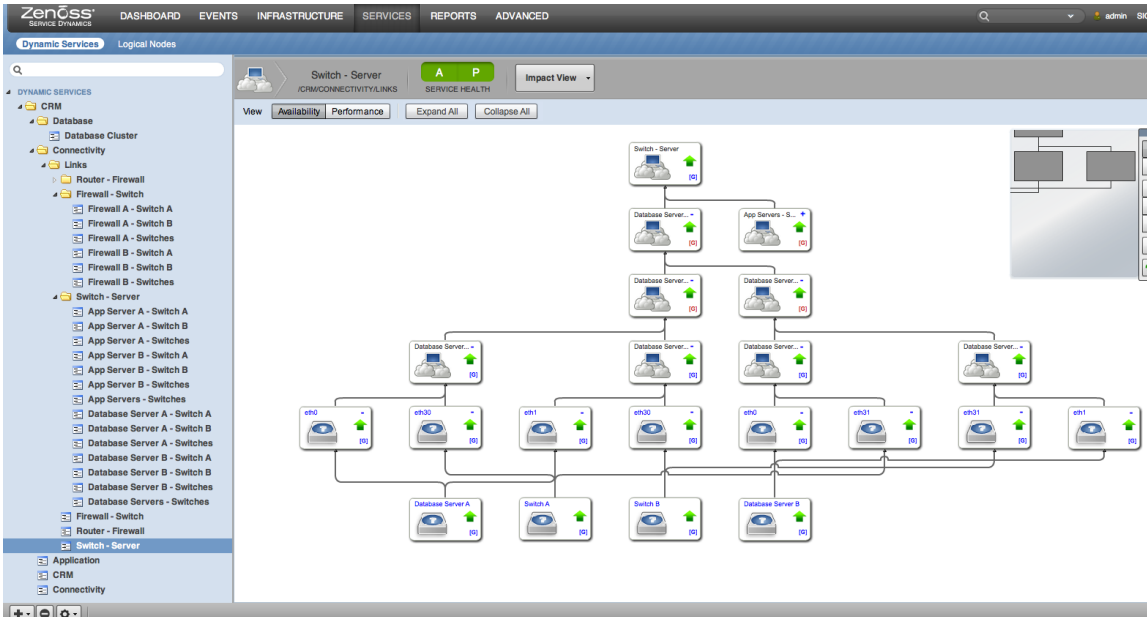 Zenoss
SERVICE DYNAMICS
DASHBOARD EVENTS INFRASTRUCTURE SERVICES REPORTS ADVANCED
admin
Dynamic Services Logical Nodes
DYNAMIC SERVICES
CRM
Database
Database Cluster
Connectivity
Links
Router - Firewall
Firewall - Switch
Firewall A - Switch A
Firewall A - Switch B
Firewall A - Switches
Firewall B - Switch A
Firewall B - Switch B
Firewall B - Switches
Switch - Server
App Server A - Switch A
App Server A - Switch B
App Server A - Switches
App Server B - Switch A
App Server B - Switch B
App Server B - Switches
App Servers - Switches
Database Server A - Switch A
Database Server A - Switch B
Database Server A - Switches
Database Server B - Switch A
Database Server B - Switch B
Database Server B - Switches
Database Servers - Switches
Firewall - Switch
Router - Firewall
Switch - Server
Application
CRM
Connectivity
Switch - Server
/CRM/CONNECTIVITY/LINKS
A P
SERVICE HEALTH
Impact View
View Availability Performance Expand All Collapse All
Switch - Server
[G]
Database Server... - App Servers - S... +
[G] [G]
Database Server... - Database Server... -
[G] [G]
Database Server... - Database Server... - Database Server... - Database Server... -
[G] [G] [G] [G]
eth0 - eth30 - eth1 - eth30 - eth0 - eth31 - eth31 - eth1 -
[G] [G] [G] [G] [G] [G] [G] [G]
Database Server A Switch A Switch B Database Server B
[G] [G] [G] [G]